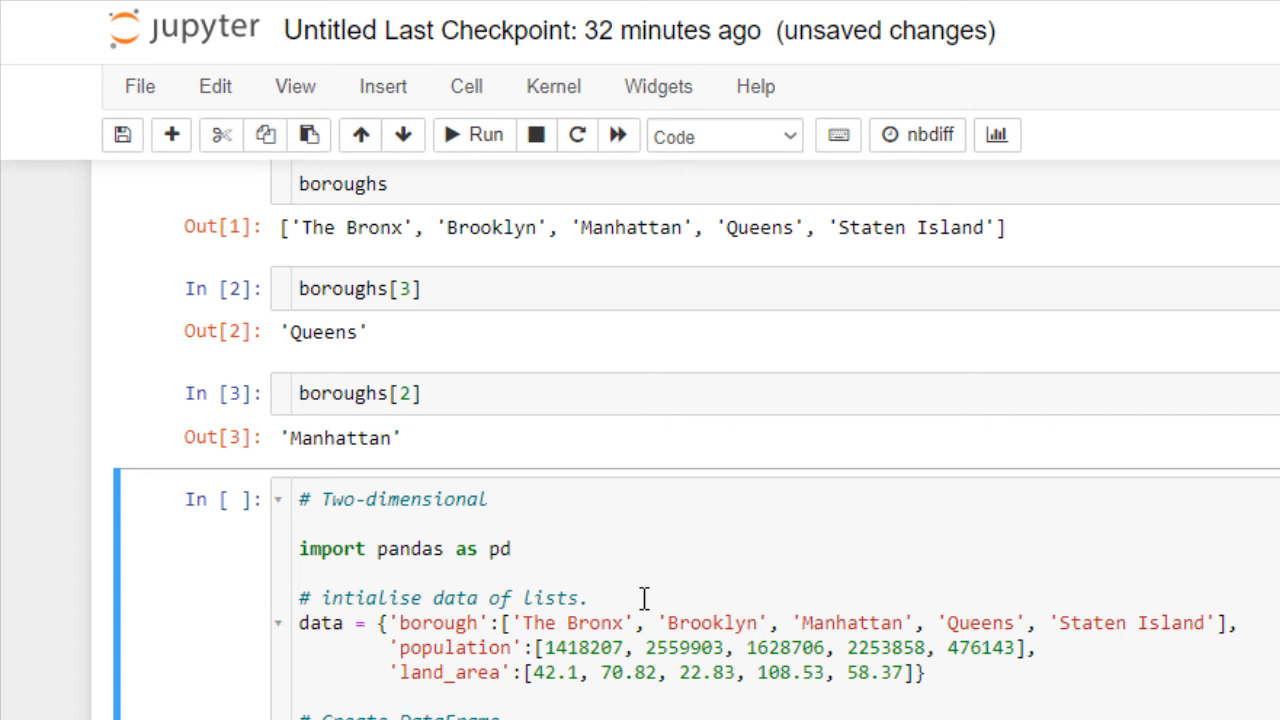 jupyter Untitled Last Checkpoint: 32 minutes ago (unsaved changes)
File Edit View Insert Cell Kernel Widgets Help
Run Code nbdiff
boroughs
Out[1]: ['The Bronx', 'Brooklyn', 'Manhattan', 'Queens', 'Staten Island']
In [2]: boroughs[3]
Out[2]: 'Queens'
In [3]: boroughs[2]
Out[3]: 'Manhattan'
In [ ]: # Two-dimensional
import pandas as pd
# intialise data of lists.
data = {'borough':['The Bronx', 'Brooklyn', 'Manhattan', 'Queens', 'Staten Island'],
'population':[1418207, 2559903, 1628706, 2253858, 476143],
'land_area':[42.1, 70.82, 22.83, 108.53, 58.37]}
# Create DataFrame